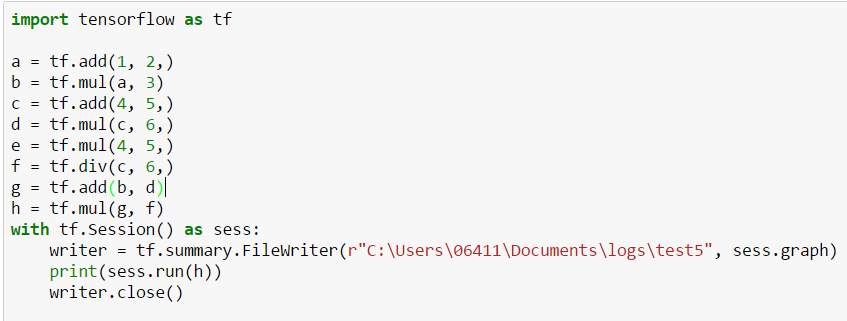 import tensorflow as tf
a = tf.add(1, 2,)
b = tf.mul(a, 3)
c = tf.add(4, 5,)
d = tf.mul(c, 6,)
e = tf.mul(4, 5,)
f = tf.div(c, 6,)
g = tf.add(b, d)
h = tf.mul(g, f)
with tf.Session() as sess:
    writer = tf.summary.FileWriter(r"C:\Users\06411\Documents\logs\test5", sess.graph)
    print(sess.run(h))
    writer.close()